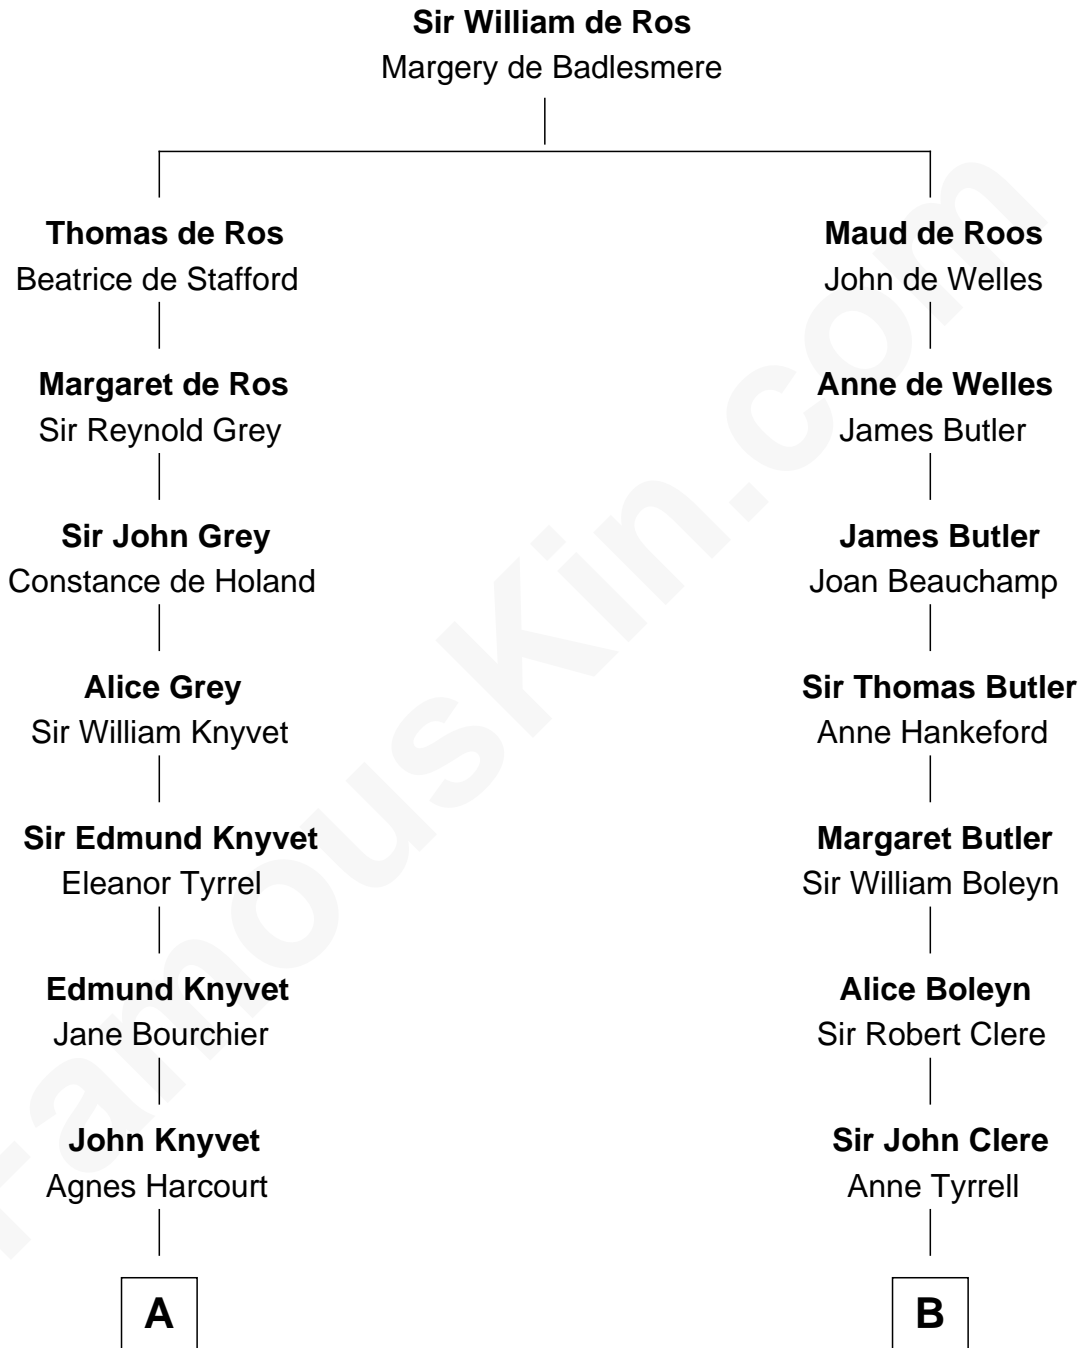 Sir William de Ros
Margery de Badlesmere
Thomas de Ros
Beatrice de Stafford
Maud de Roos
John de Welles
Margaret de Ros
Sir Reynold Grey
Anne de Welles
James Butler
Sir John Grey
Constance de Holand
James Butler
Joan Beauchamp
Alice Grey
Sir William Knyvet
Sir Thomas Butler
Anne Hankeford
Sir Edmund Knyvet
Eleanor Tyrrel
Margaret Butler
Sir William Boleyn
Edmund Knyvet
Jane Bourchier
Alice Boleyn
Sir Robert Clere
John Knyvet
Agnes Harcourt
Sir John Clere
Anne Tyrrell
A
B
FamousKin.com